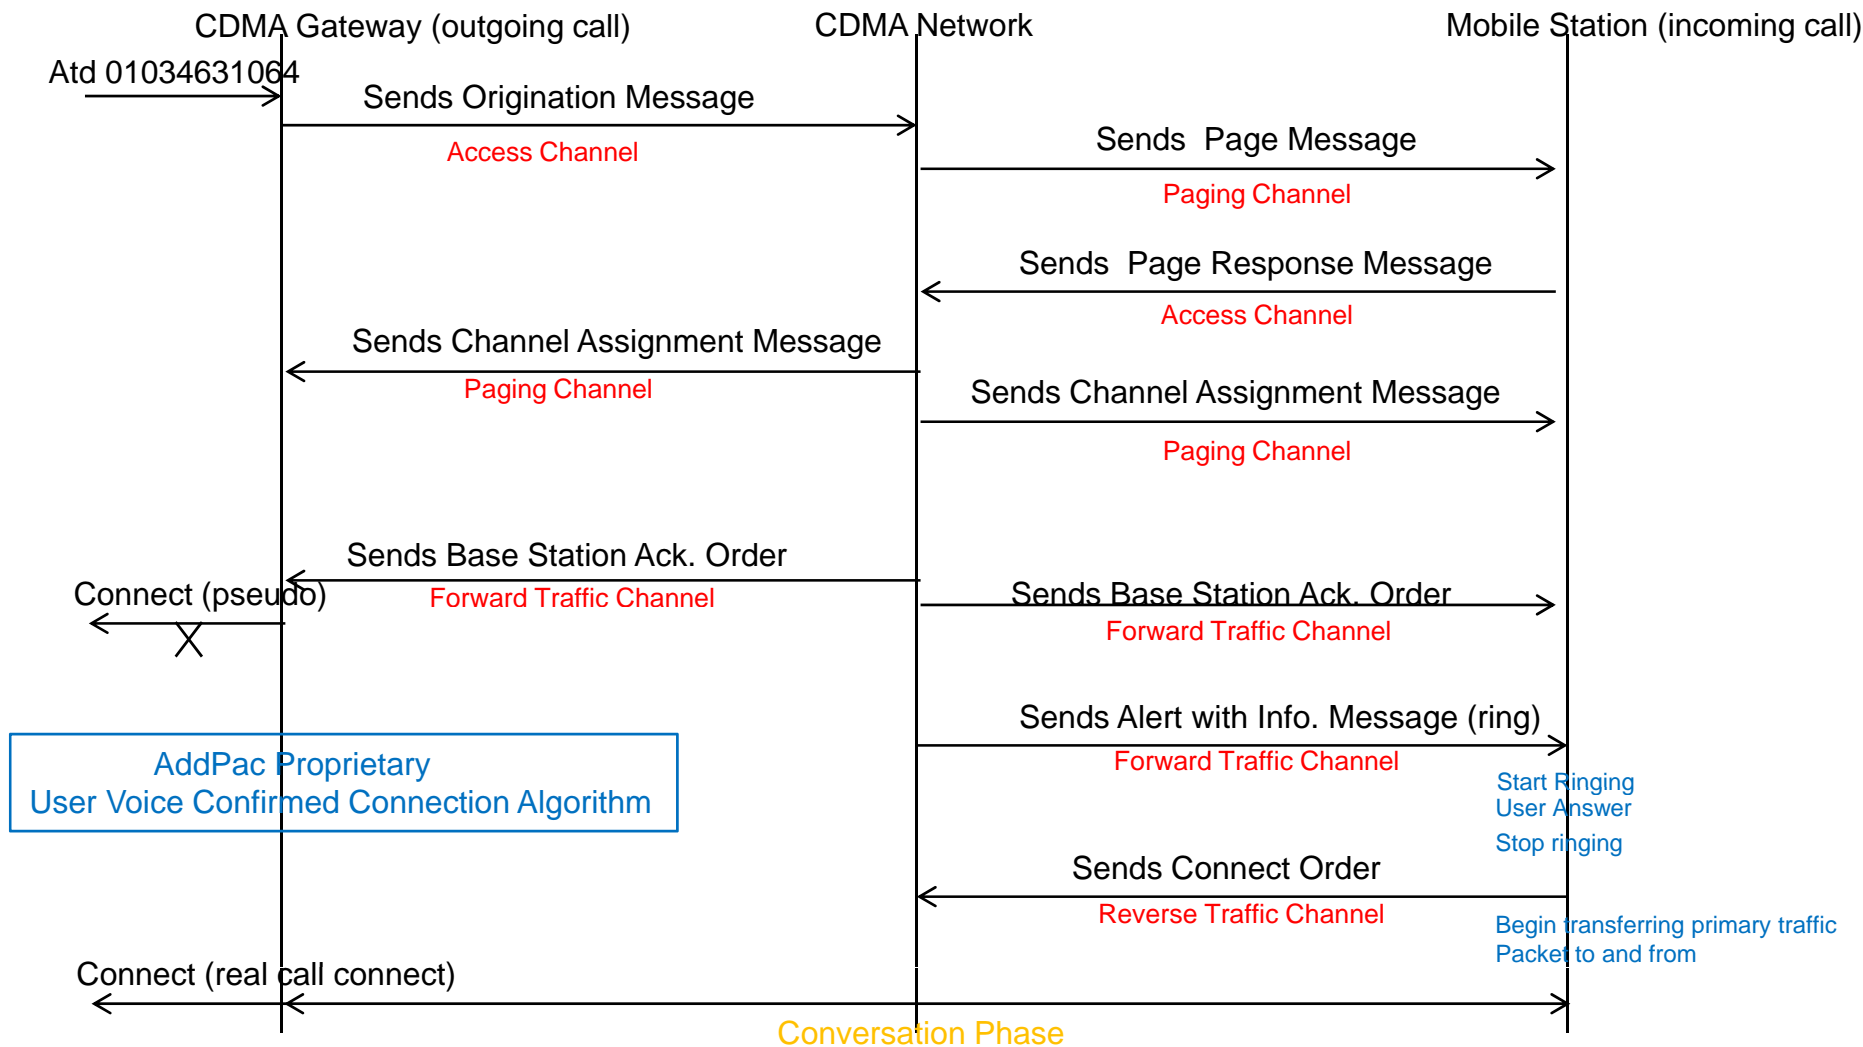 CDMA Gateway (outgoing call)
CDMA Network
Mobile Station (incoming call)
Atd 01034631064
Sends Origination Message
Access Channel
Sends  Page Message
Paging Channel
Sends  Page Response Message
Access Channel
Sends Channel Assignment Message
Paging Channel
Sends Channel Assignment Message
Paging Channel
Sends Base Station Ack. Order
Forward Traffic Channel
Connect (pseudo)
Sends Base Station Ack. Order
Forward Traffic Channel
Sends Alert with Info. Message (ring)
Forward Traffic Channel
AddPac Proprietary
User Voice Confirmed Connection Algorithm
Start Ringing
User Answer
Stop ringing
Sends Connect Order
Reverse Traffic Channel
Begin transferring primary traffic
Packet to and from
Connect (real call connect)
Conversation Phase